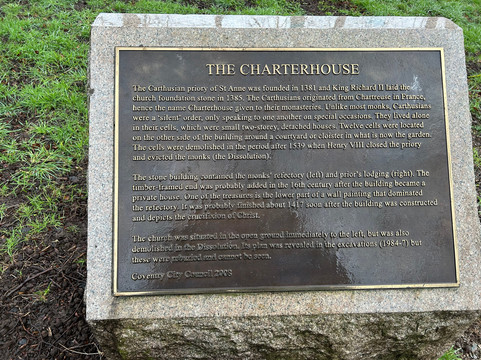 THE CHARTERHOUSE
The Carthusian priory of St Anne was founded in 1381 and King Richard II laid the
church foundation stone in 1385. The Carthusians originated from Chartreuse in France,
hence the name Charterhouse given to their monasteries. Unlike most monks, Carthusians
were a 'silent' order, only speaking to one another on special occasions. They lived alone
in their cells, which were small two-storey, detached houses. Twelve cells were located
on the other side of the building around a courtyard or cloister in what is now the garden.
The cells were demolished in the period after 1539 when Henry VIII closed the priory
and evicted the monks (the Dissolution).
The stone building contained the monks' refectory (left) and prior's lodging (right). The
timber-framed end was probably added in the 16th century after the building became a
private house. One of the treasures is the lower part of a wall painting that dominated
the refectory. It was probably finished about 1417 soon after the building was constructed
and depicts the crucifixion of Christ.
The church was situated in the open ground immediately to the left, but was also
demolished in the Dissolution. Its plan was revealed in the excavations (1984-7) but
these were reburied and cannot be seen.
Coventry City Council 2008